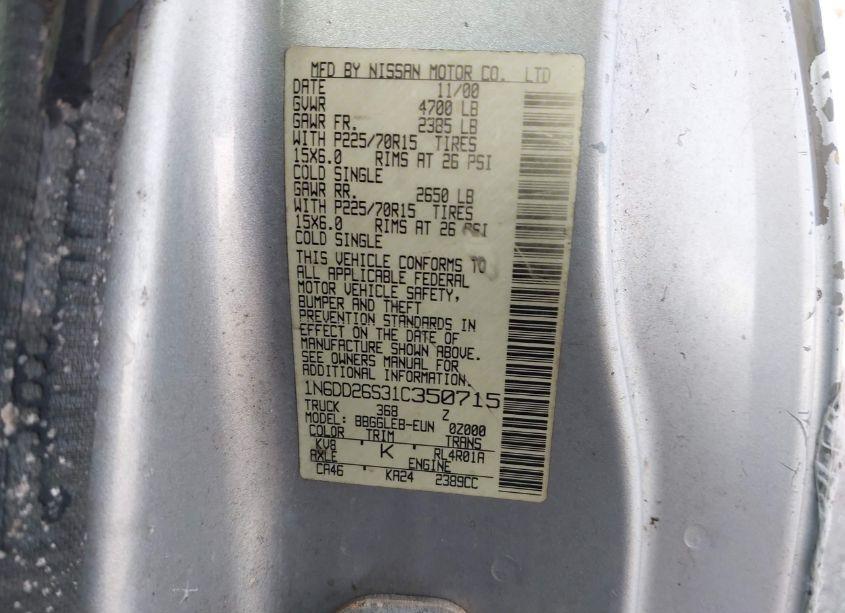 MFD BY NISSAN MOTOR CO. LTD
DATE 11/00
GVWR 4700 LB
GAWR FR. 2385 LB
WITH P225/70R15 TIRES
15X6.0 RIMS AT 26 PSI
COLD SINGLE
GAWR RR. 2650 LB
WITH P225/70R15 TIRES
15X6.0 RIMS AT 26 PSI
COLD SINGLE
THIS VEHICLE CONFORMS TO
ALL APPLICABLE FEDERAL
MOTOR VEHICLE SAFETY,
BUMPER AND THEFT
PREVENTION STANDARDS IN
EFFECT ON THE DATE OF
MANUFACTURE SHOWN ABOVE.
SEE OWNERS MANUAL FOR
ADDITIONAL INFORMATION.
1N6DD26S31C350715
TRUCK 368 Z
MODEL: BBGGLEB-EUN 0Z000
COLOR TRIM TRANS
KV8 K RL4R01A
AXLE ENGINE
CA46 KA24 2389CC